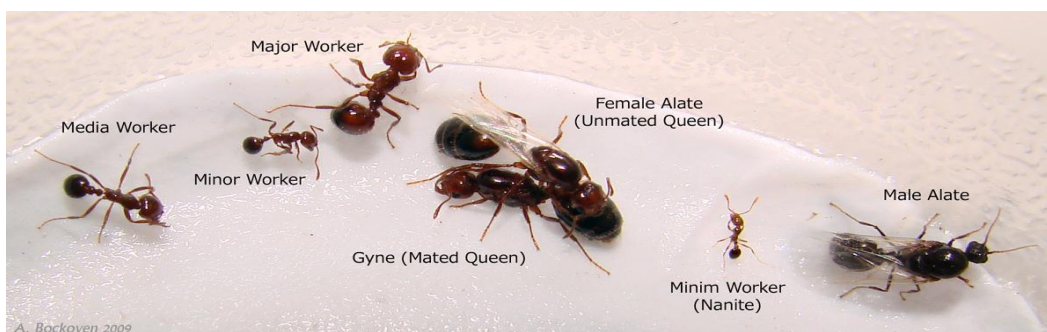 Major Worker
Female Alate
(Unmated Queen)
Media Worker
Minor Worker
Male Alate
Gyne (Mated Queen)
Minim Worker
(Nanite)
A. Bockoven 2009